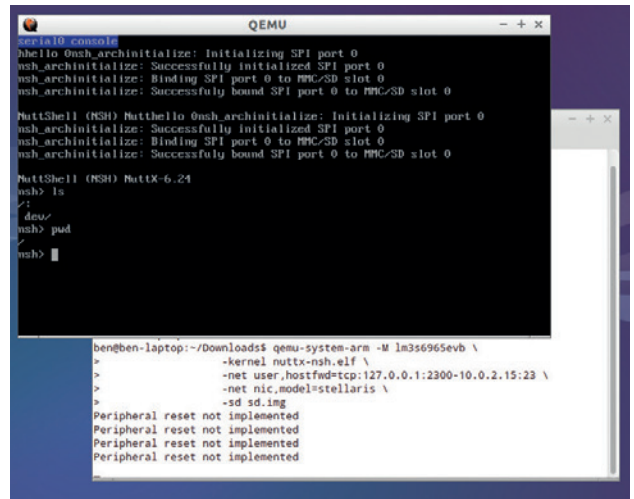 QEMU
serial0 console
hhello 0nsh_archinitialize: Initializing SPI port 0
nsh_archinitialize: Successfully initialized SPI port 0
nsh_archinitialize: Binding SPI port 0 to MMC/SD slot 0
nsh_archinitialize: Successfuly bound SPI port 0 to MMC/SD slot 0
NuttShell (NSH) Nutthello 0nsh_archinitialize: Initializing SPI port 0
nsh_archinitialize: Successfully initialized SPI port 0
nsh_archinitialize: Binding SPI port 0 to MMC/SD slot 0
nsh_archinitialize: Successfuly bound SPI port 0 to MMC/SD slot 0
NuttShell (NSH) NuttX-6.24
nsh> ls
/:
dev/
nsh> pwd
/
nsh>
ben@ben-laptop:~/Downloads$ qemu-system-arm -M lm3s6965evb \
> -kernel nuttx-nsh.elf \
> -net user,hostfwd=tcp:127.0.0.1:2300-10.0.2.15:23 \
> -net nic,model=stellaris \
> -sd sd.img
Peripheral reset not implemented
Peripheral reset not implemented
Peripheral reset not implemented
Peripheral reset not implemented